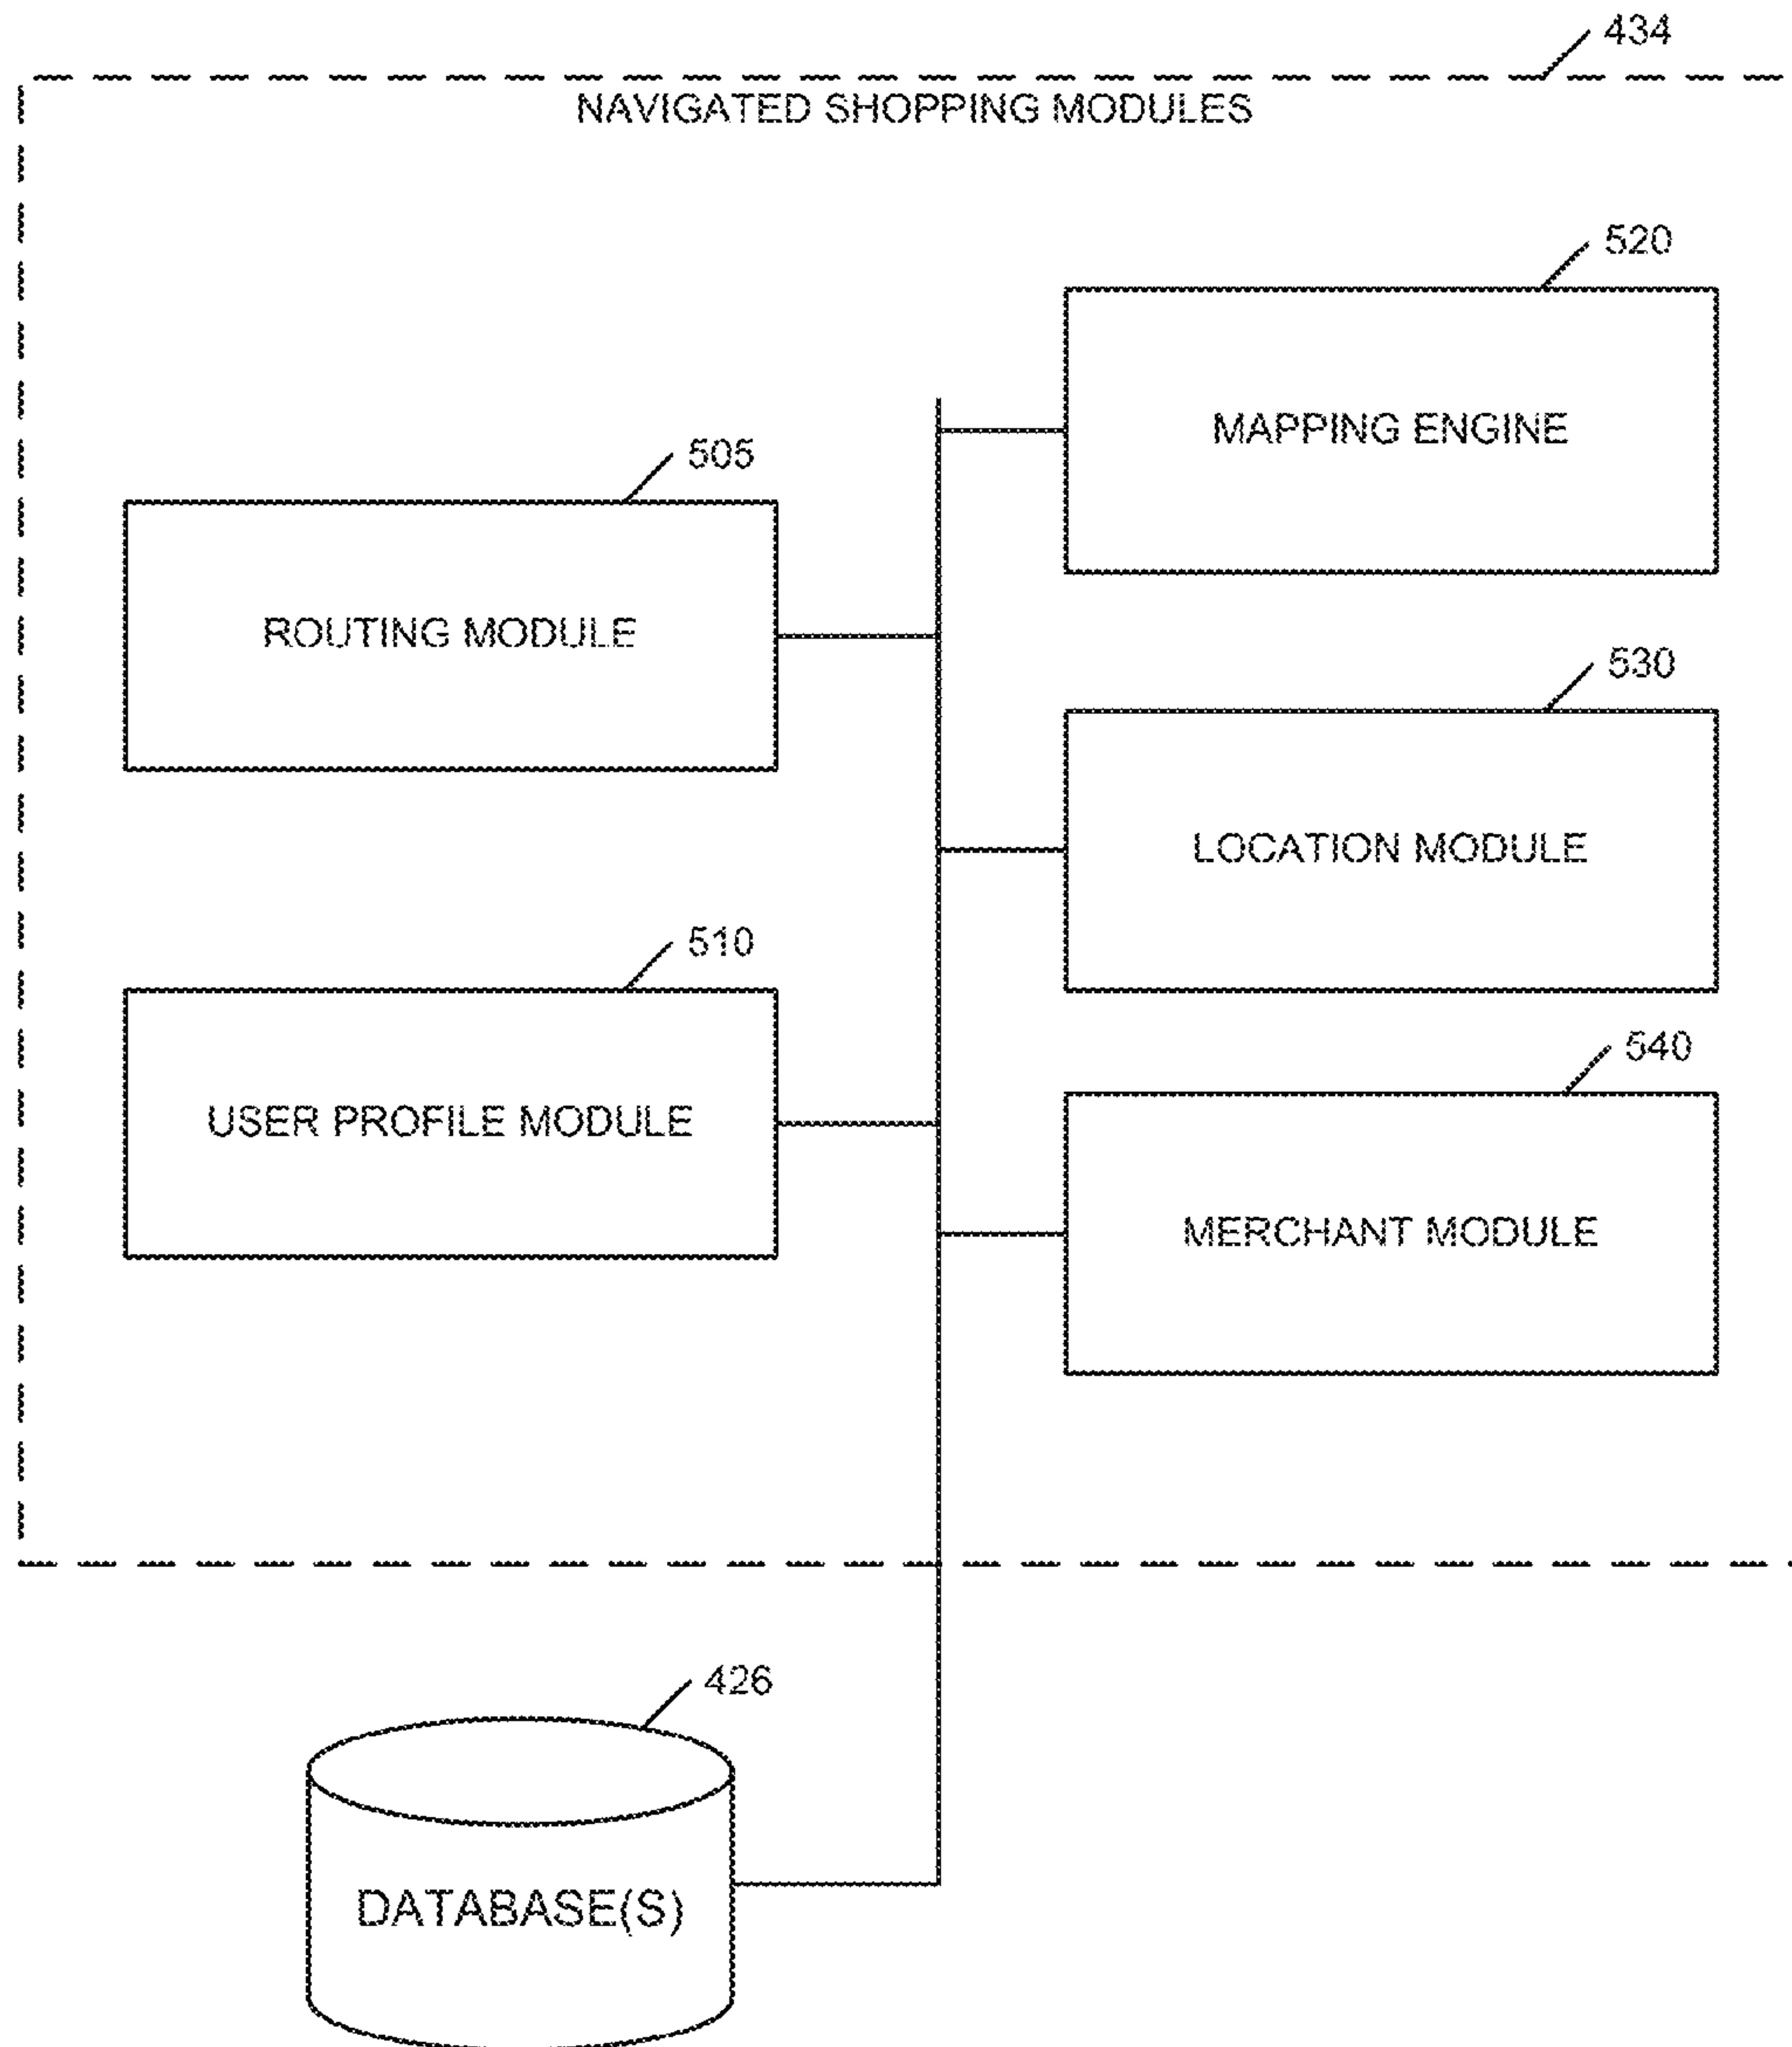 434
NAVIGATED SHOPPING MODULES
520
MAPPING ENGINE
505
ROUTING MODULE
530
LOCATION MODULE
510
USER PROFILE MODULE
540
MERCHANT MODULE
426
DATABASE(S)